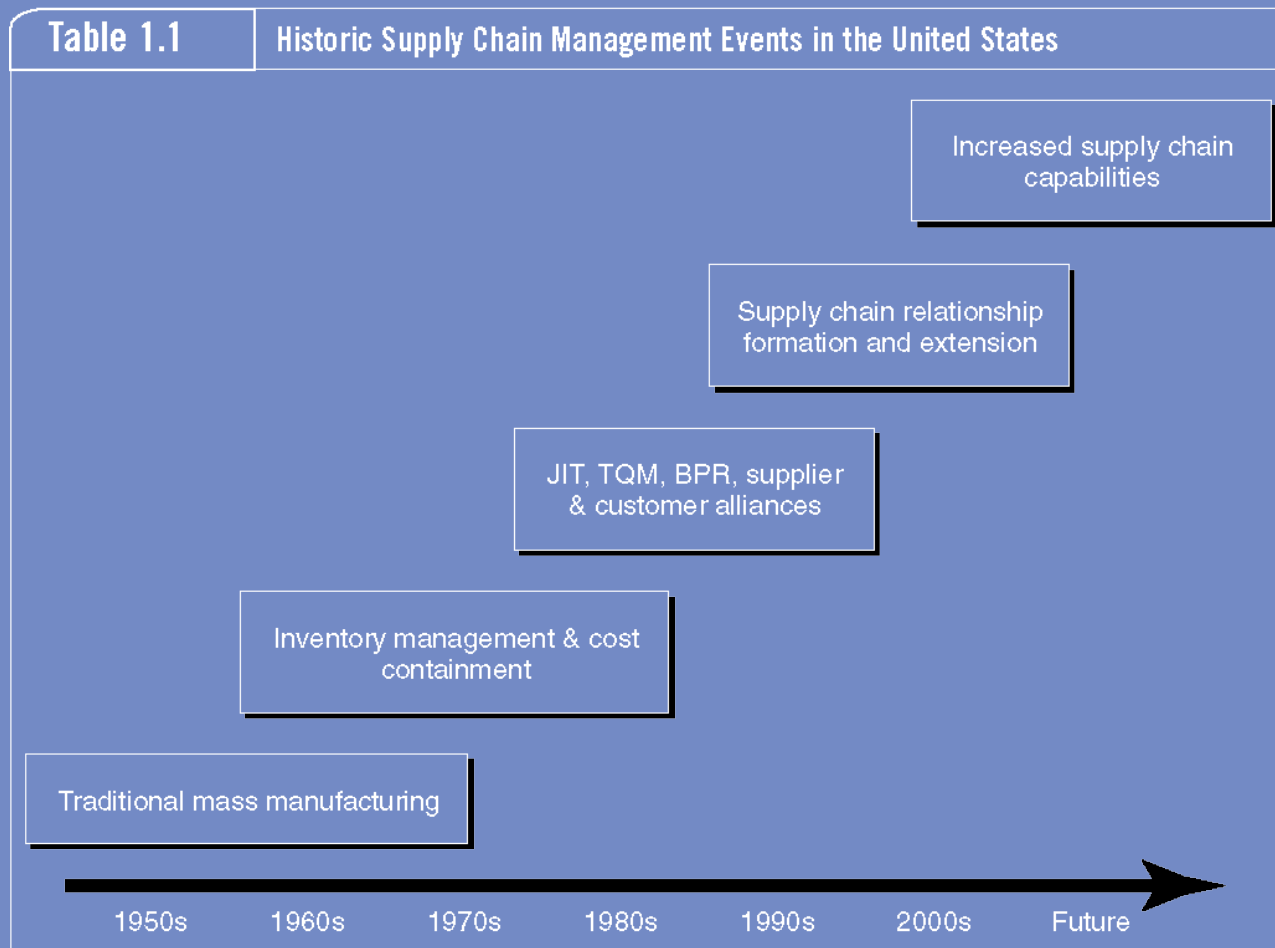 Table 1.1
Historic Supply Chain Management Events in the United States
Increased supply chain
capabilities
Supply chain relationship
formation and extension
JIT, TQM, BPR, supplier
& customer alliances
Inventory management & cost
containment
Traditional mass manufacturing
1950s 1960s 1970s 1980s 1990s 2000s Future